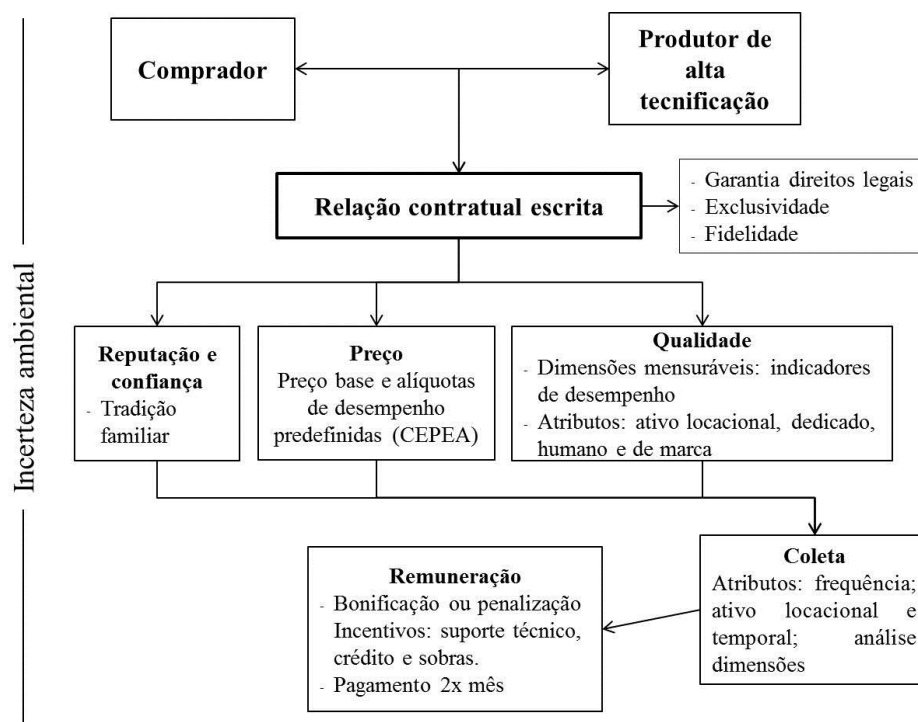 Comprador
Produtor de
alta
tecnificação
Relação contratual escrita
- Garantia direitos legais
- Exclusividade
- Fidelidade
Incerteza ambiental
Reputação e
confiança
- Tradição
familiar
Preço
Preço base e alíquotas
de desempenho
predefinidas (CEPEA)
Qualidade
- Dimensões mensuráveis: indicadores
de desempenho
- Atributos: ativo locacional, dedicado,
humano e de marca
Remuneração
- Bonificação ou penalização
Incentivos: suporte técnico,
crédito e sobras.
- Pagamento 2x mês
Coleta
Atributos: frequência;
ativo locacional e
temporal; análise
dimensões